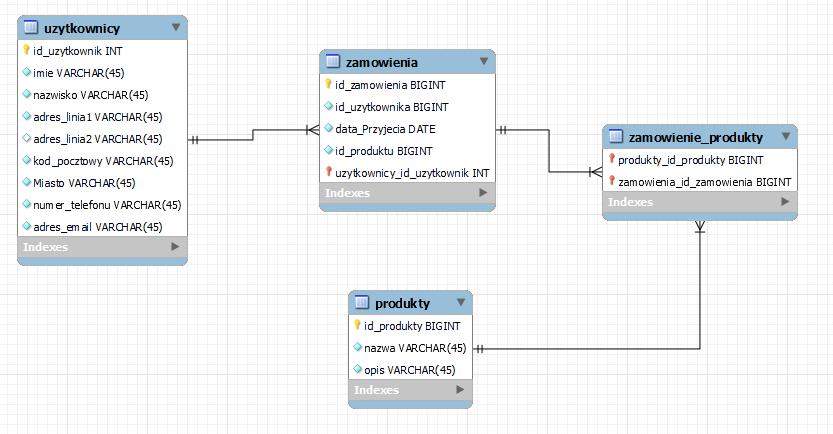 uzytkownicy
id_uzytkownik INT
imie VARCHAR(45)
nazwisko VARCHAR(45)
adres_linia1 VARCHAR(45)
adres_linia2 VARCHAR(45)
kod_pocztowy VARCHAR(45)
Miasto VARCHAR(45)
numer_telefonu VARCHAR(45)
adres_email VARCHAR(45)
Indexes
zamowienia
id_zamowienia BIGINT
id_uzytkownika BIGINT
data_Przyjecia DATE
id_produktu BIGINT
uzytkownicy_id_uzytkownik INT
Indexes
zamowienie_produkty
produkty_id_produkty BIGINT
zamowienia_id_zamowienia BIGINT
Indexes
produkty
id_produkty BIGINT
nazwa VARCHAR(45)
opis VARCHAR(45)
Indexes